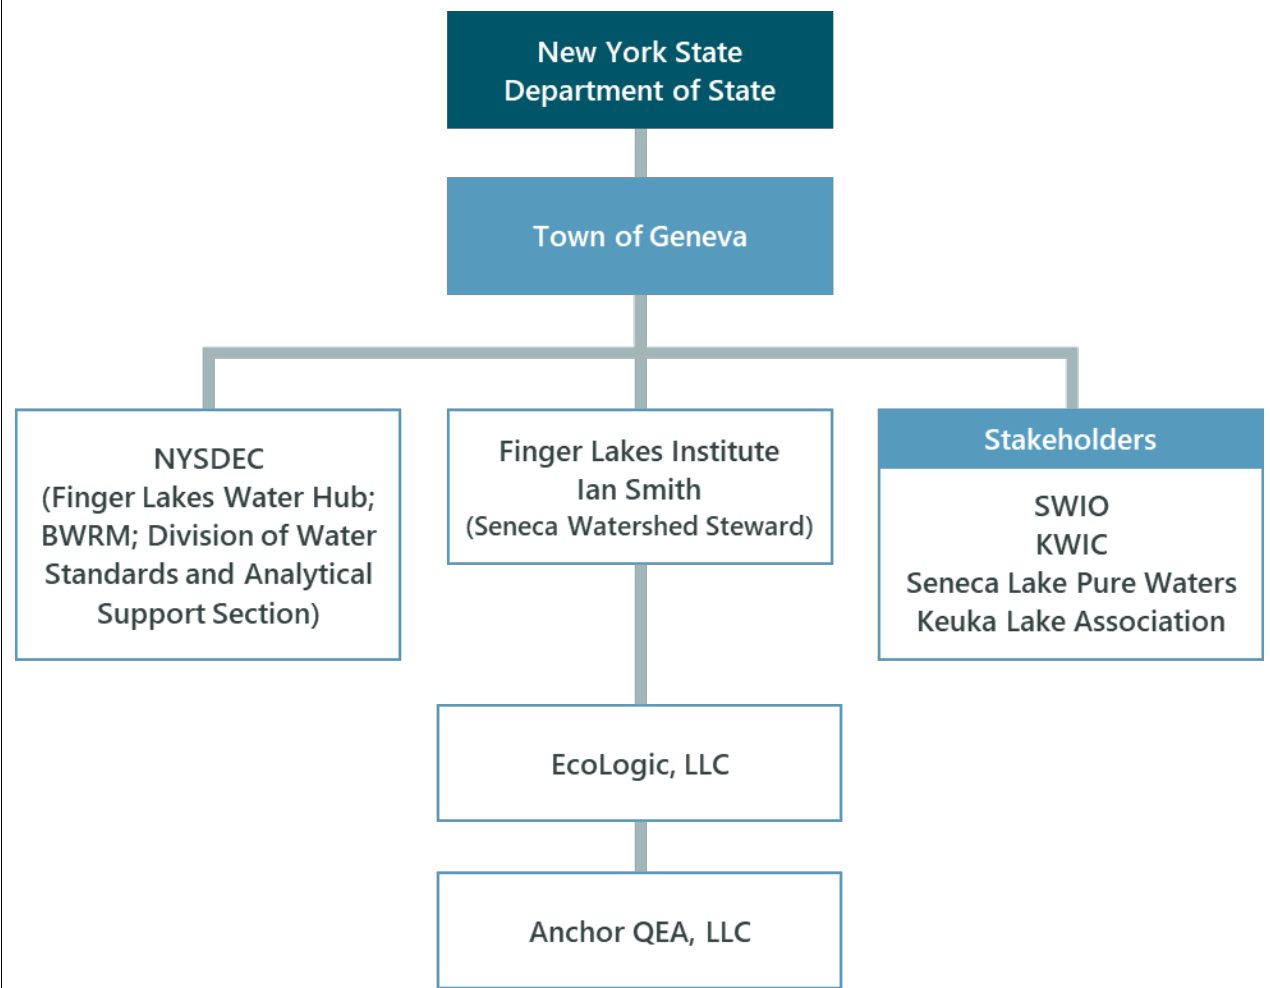 New York State
Department of State
Town of Geneva
NYSDEC
(Finger Lakes Water Hub;
BWRM; Division of Water
Standards and Analytical
Support Section)
Finger Lakes Institute
Ian Smith
(Seneca Watershed Steward)
Stakeholders
SWIO
KWIC
Seneca Lake Pure Waters
Keuka Lake Association
EcoLogic, LLC
Anchor QEA, LLC